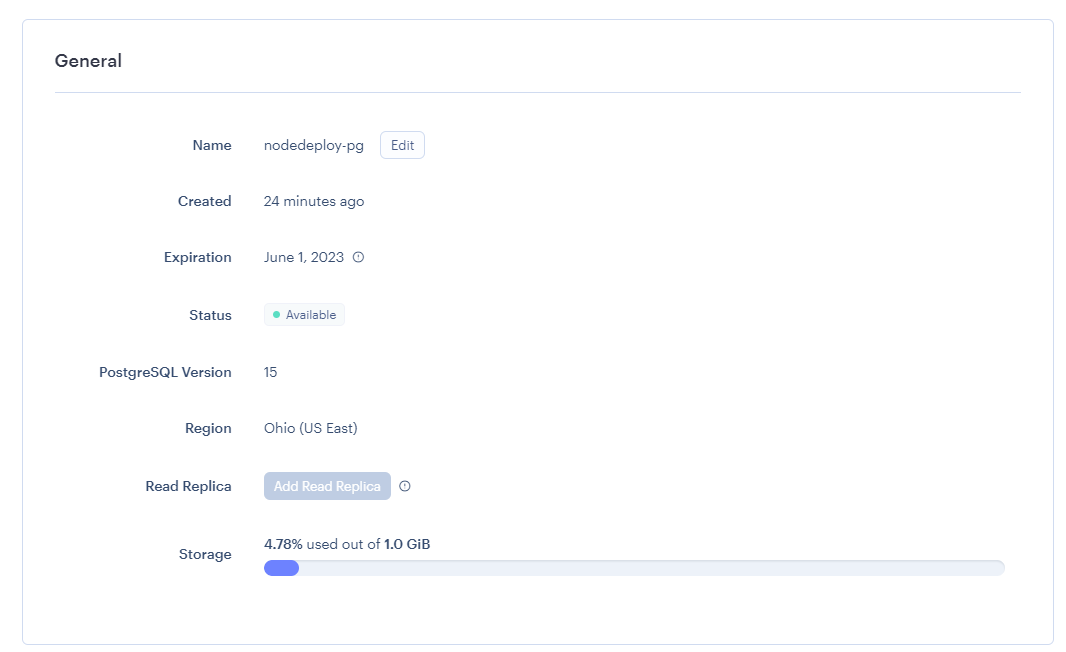 General
Name nodedeploy-pg Edit
Created 24 minutes ago
Expiration June 1, 2023
Status Available
PostgreSQL Version 15
Region Ohio (US East)
Read Replica Add Read Replica
Storage 4.78% used out of 1.0 GiB